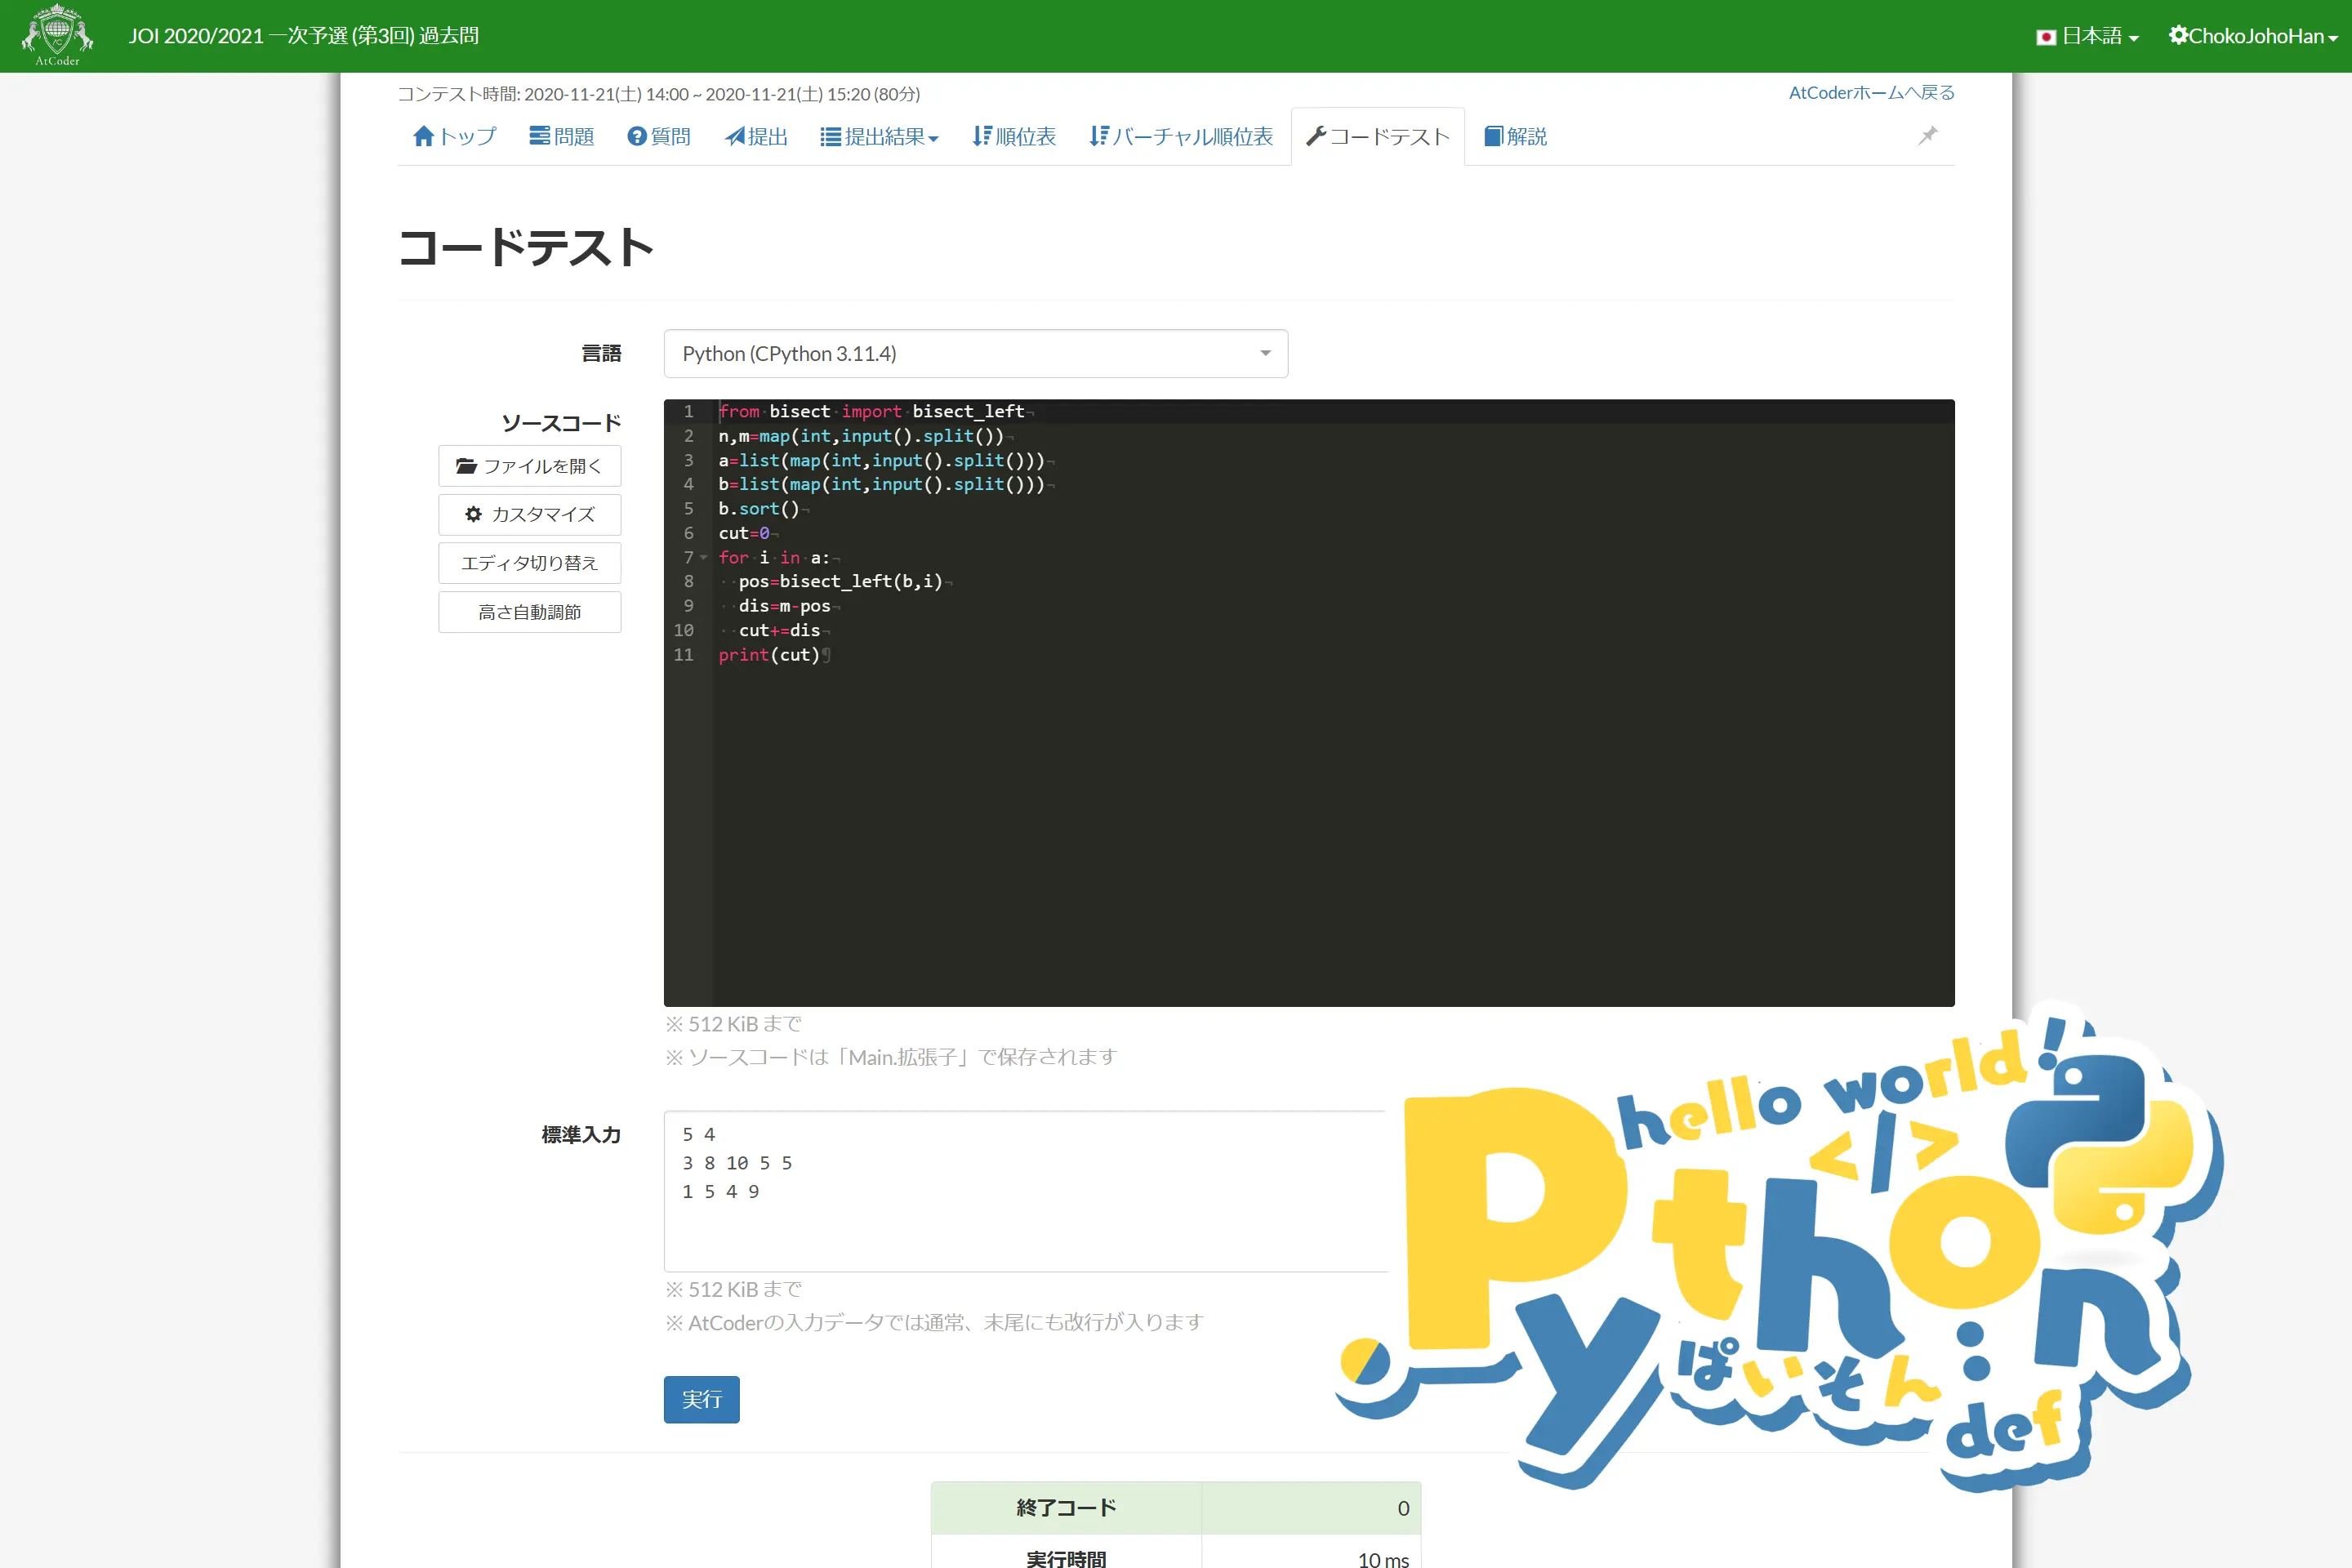 AtCoder
JOI 2020/2021 一次予選 (第3回) 過去問
日本語
ChokoJohoHan
コンテスト時間: 2020-11-21(土) 14:00 ~ 2020-11-21(土) 15:20 (80分)
AtCoderホームへ戻る
トップ
問題
質問
提出
提出結果
順位表
バーチャル順位表
コードテスト
解説
コードテスト
言語
Python (CPython 3.11.4)
ソースコード
ファイルを開く
カスタマイズ
エディタ切り替え
高さ自動調節
1 from bisect import bisect_left
2 n,m=map(int,input().split())
3 a=list(map(int,input().split()))
4 b=list(map(int,input().split()))
5 b.sort()
6 cut=0
7 for i in a:
8   pos=bisect_left(b,i)
9   dis=m-pos
10   cut+=dis
11 print(cut)
※ 512 KiB まで
※ ソースコードは「Main.拡張子」で保存されます
標準入力
5 4
3 8 10 5 5
1 5 4 9
※ 512 KiB まで
※ AtCoderの入力データでは通常、末尾にも改行が入ります
実行
hello world!
</>
Python
ぱいそん
def
終了コード 0
実行時間 10 ms